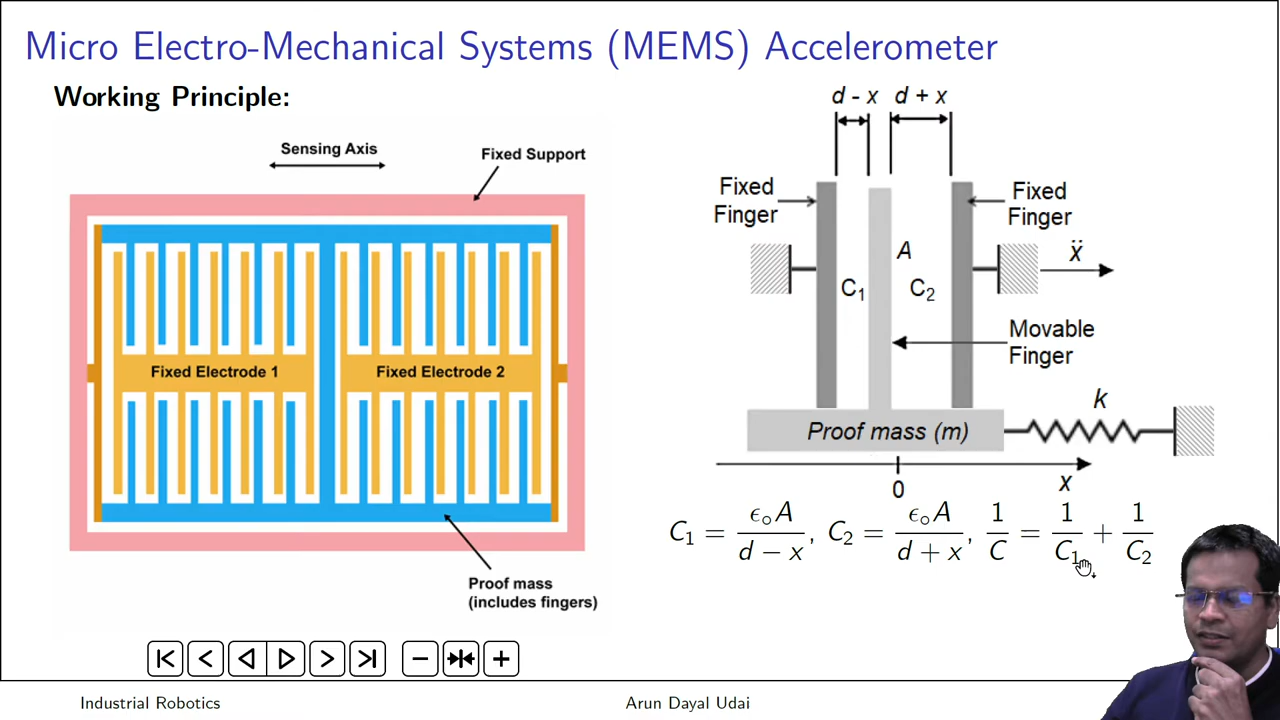 Micro Electro-Mechanical Systems (MEMS) Accelerometer
Working Principle:
Sensing Axis
Fixed Support
Fixed Electrode 1
Fixed Electrode 2
Proof mass
(includes fingers)
d - x d + x
Fixed
Finger
Fixed
Finger
A
ẍ
C₁
C₂
Movable
Finger
k
Proof mass (m)
0
x
C₁ = ϵ∘A / (d − x), C₂ = ϵ∘A / (d + x), 1/C = 1/C₁ + 1/C₂
Industrial Robotics
Arun Dayal Udai